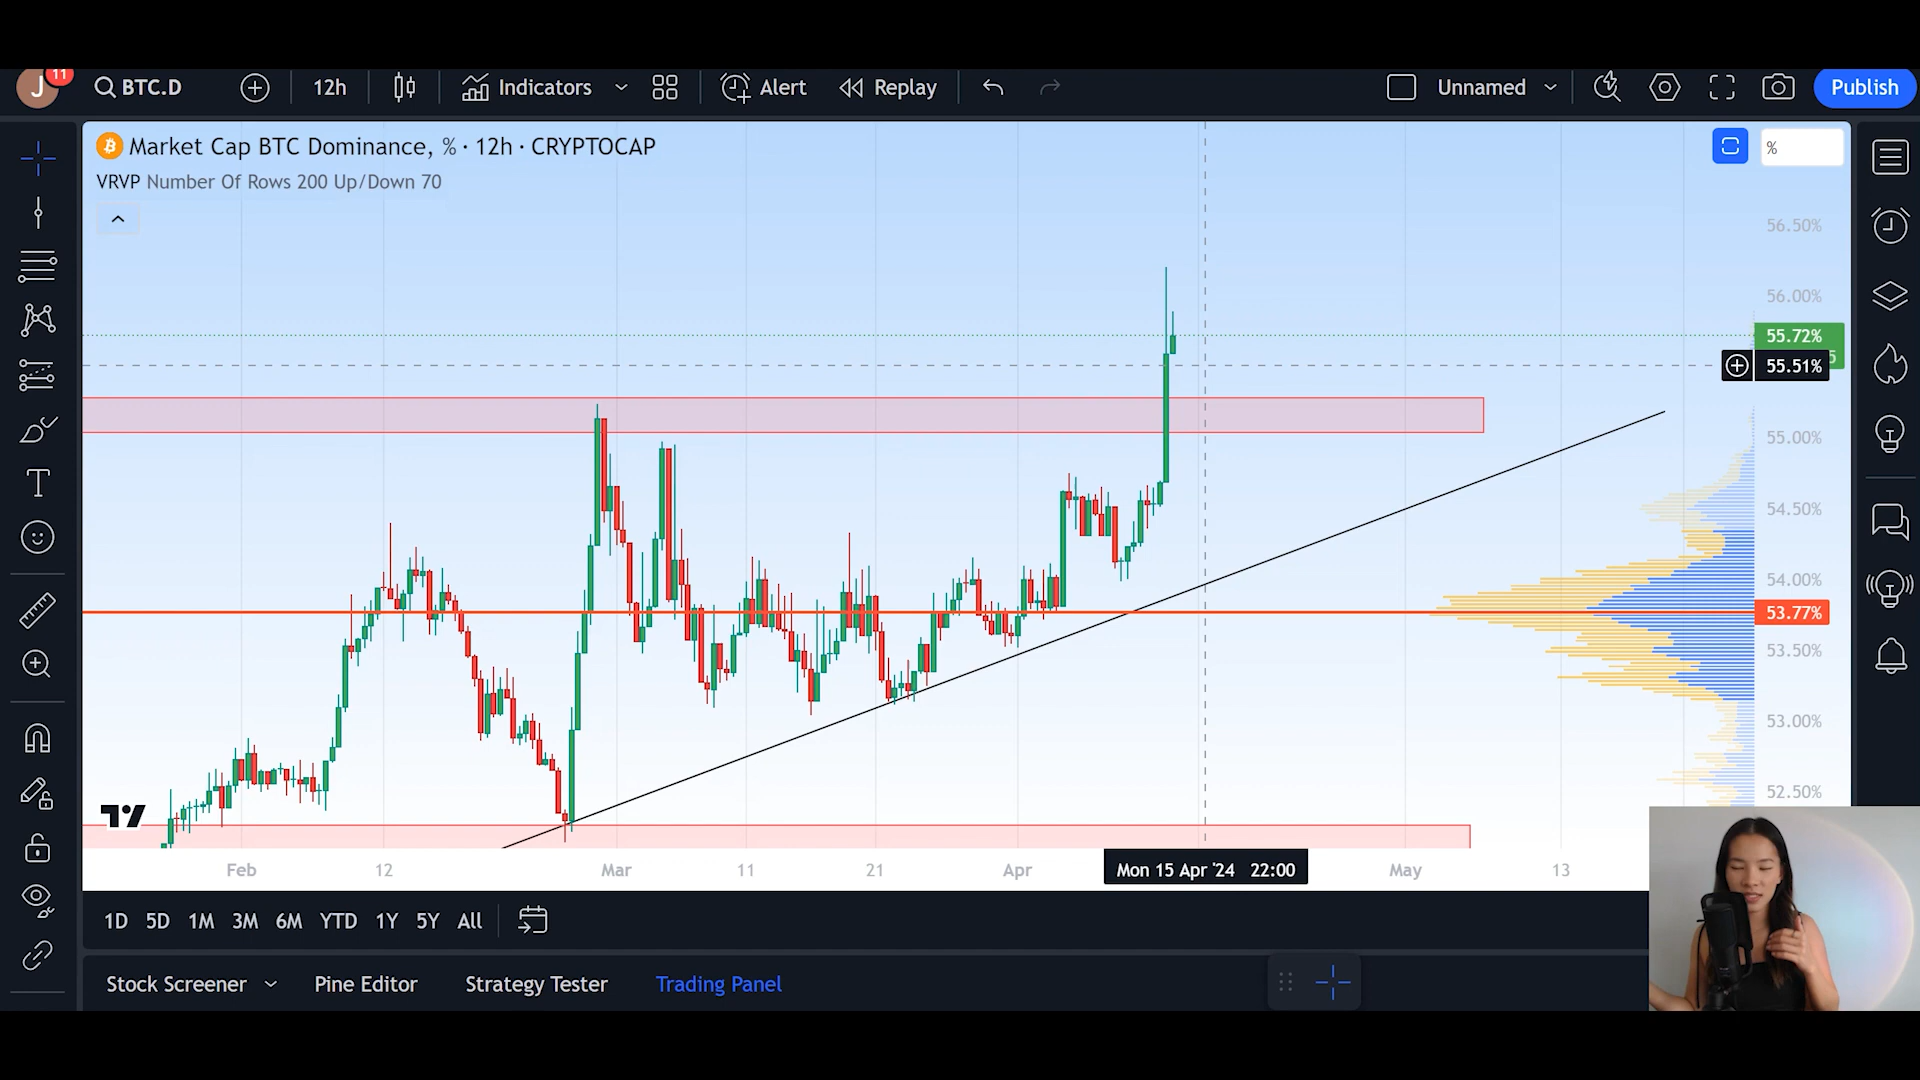 J 11 BTC.D 12h Indicators Alert Replay Unnamed Publish
Market Cap BTC Dominance, % · 12h · CRYPTOCAP %
VRVP Number Of Rows 200 Up/Down 70
56.50%
56.00%
55.72%
55.51%
55.00%
54.50%
54.00%
53.77%
53.50%
53.00%
52.50%
Feb 12 Mar 11 21 Apr Mon 15 Apr '24 22:00 May 13
1D 5D 1M 3M 6M YTD 1Y 5Y All
Stock Screener Pine Editor Strategy Tester Trading Panel